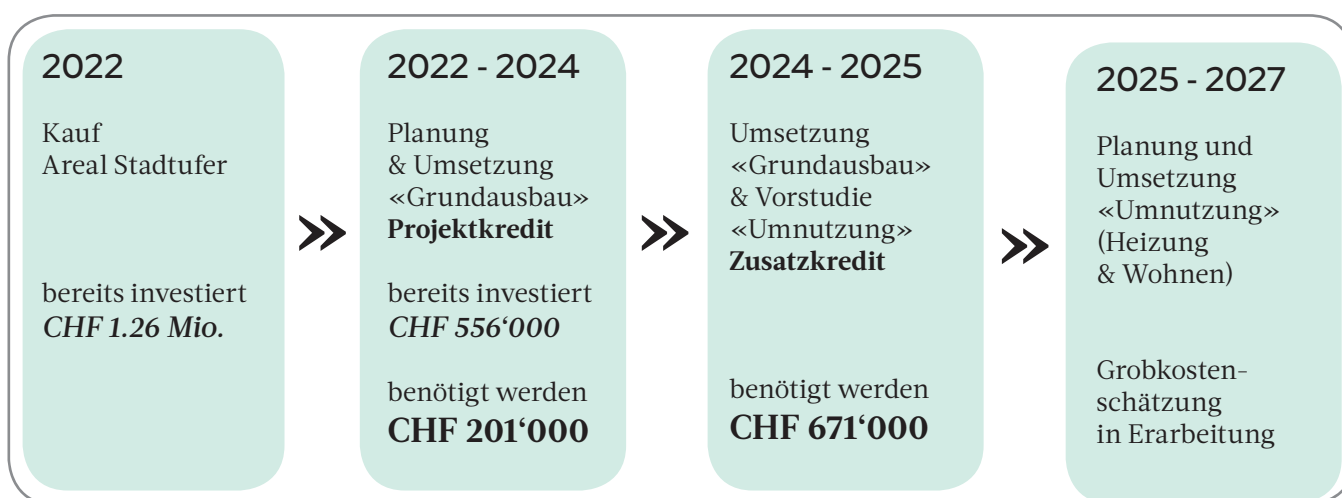 2022
Kauf
Areal Stadtufer
bereits investiert
CHF 1.26 Mio.
»
2022 - 2024
Planung
& Umsetzung
«Grundausbau»
Projektkredit
bereits investiert
CHF 556‘000
benötigt werden
CHF 201‘000
»
2024 - 2025
Umsetzung
«Grundausbau»
& Vorstudie
«Umnutzung»
Zusatzkredit
benötigt werden
CHF 671‘000
»
2025 - 2027
Planung und
Umsetzung
«Umnutzung»
(Heizung
& Wohnen)
Grobkosten-
schätzung
in Erarbeitung